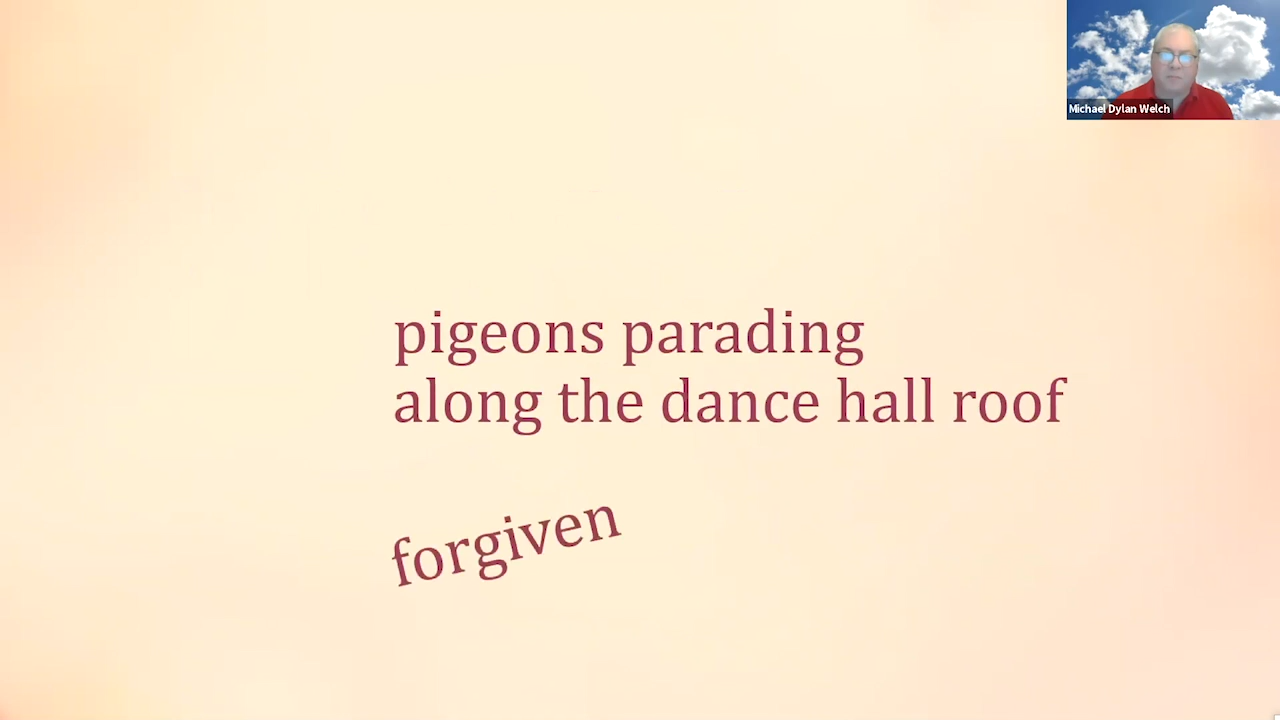 Michael Dylan Welch
pigeons parading
along the dance hall roof
forgiven